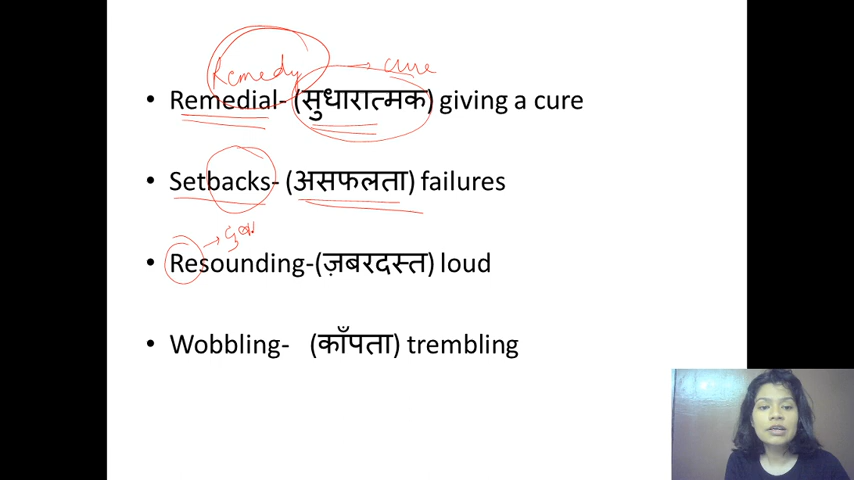 Remedy → cure
• Remedial- (सुधारात्मक) giving a cure
• Setbacks- (असफलता) failures
• Resounding-(ज़बरदस्त) loud
• Wobbling- (काँपता) trembling